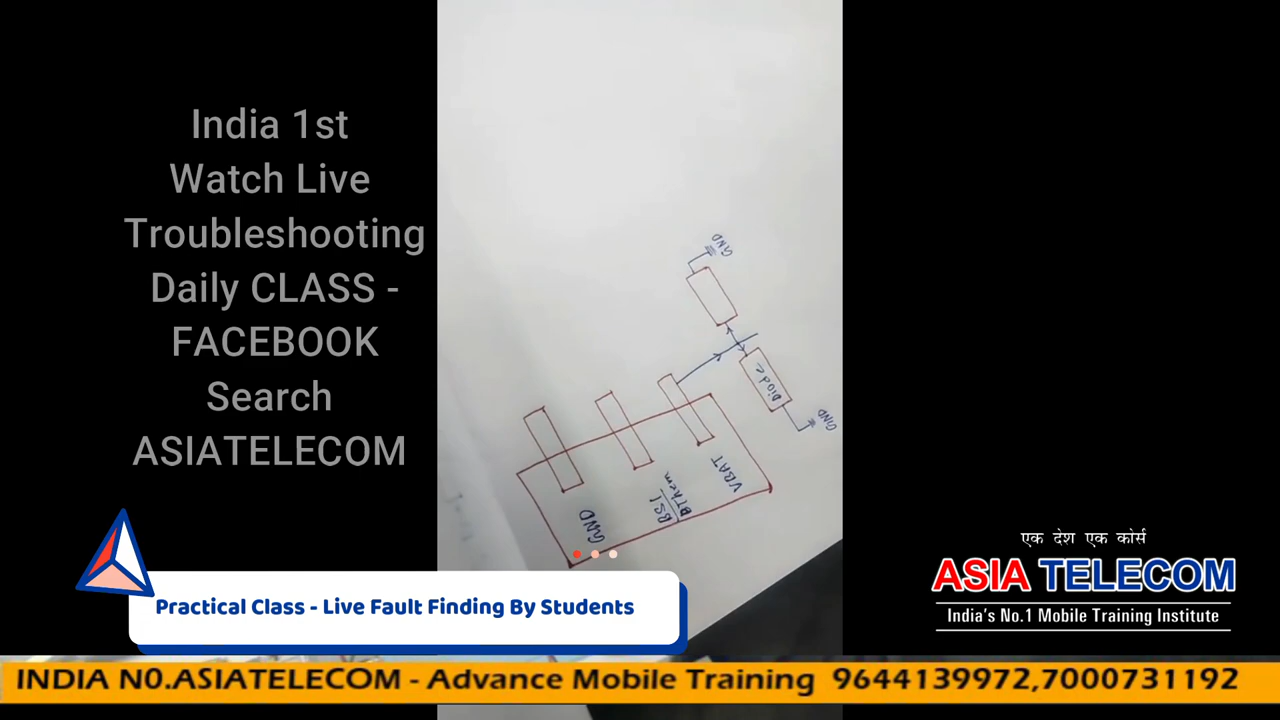 India 1st
Watch Live
Troubleshooting
Daily CLASS -
FACEBOOK
Search
ASIATELECOM
GND
Diode
GND
VBAT
BSI
BThem
GND
Practical Class - Live Fault Finding By Students
एक देश एक कोर्स
ASIA TELECOM
India's No.1 Mobile Training Institute
INDIA N0.ASIATELECOM - Advance Mobile Training 9644139972,7000731192